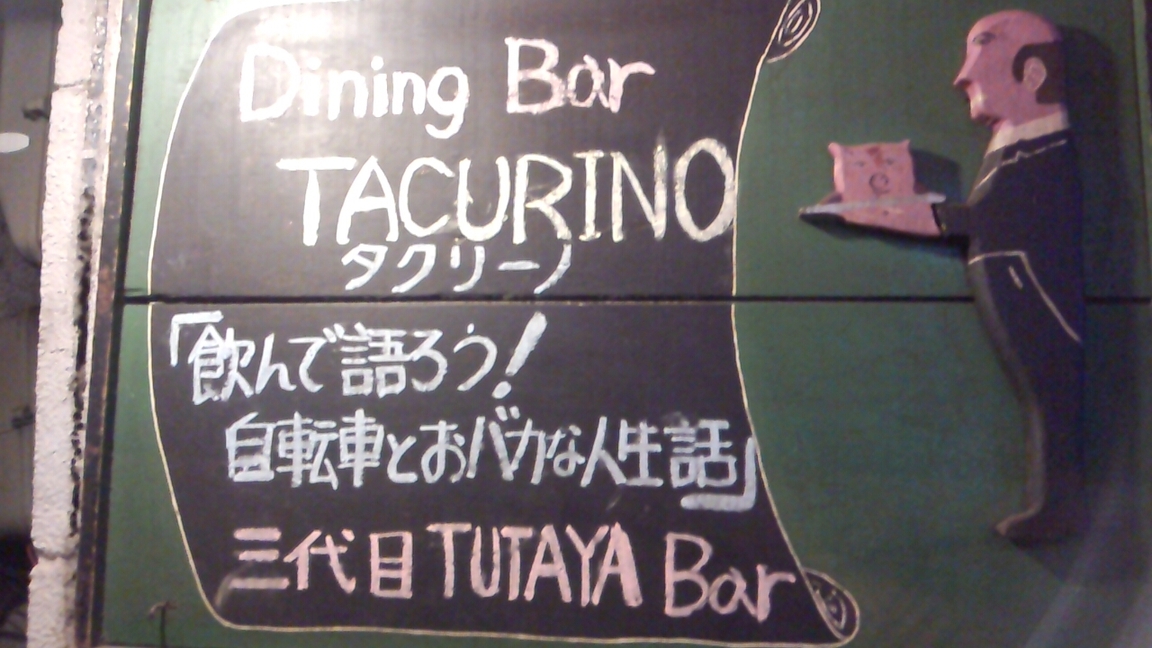 Dining Bar
TACURINO
タクリーノ
「飲んで語ろう!
自転車とおバカな人生話」
三代目 TUTAYA Bar